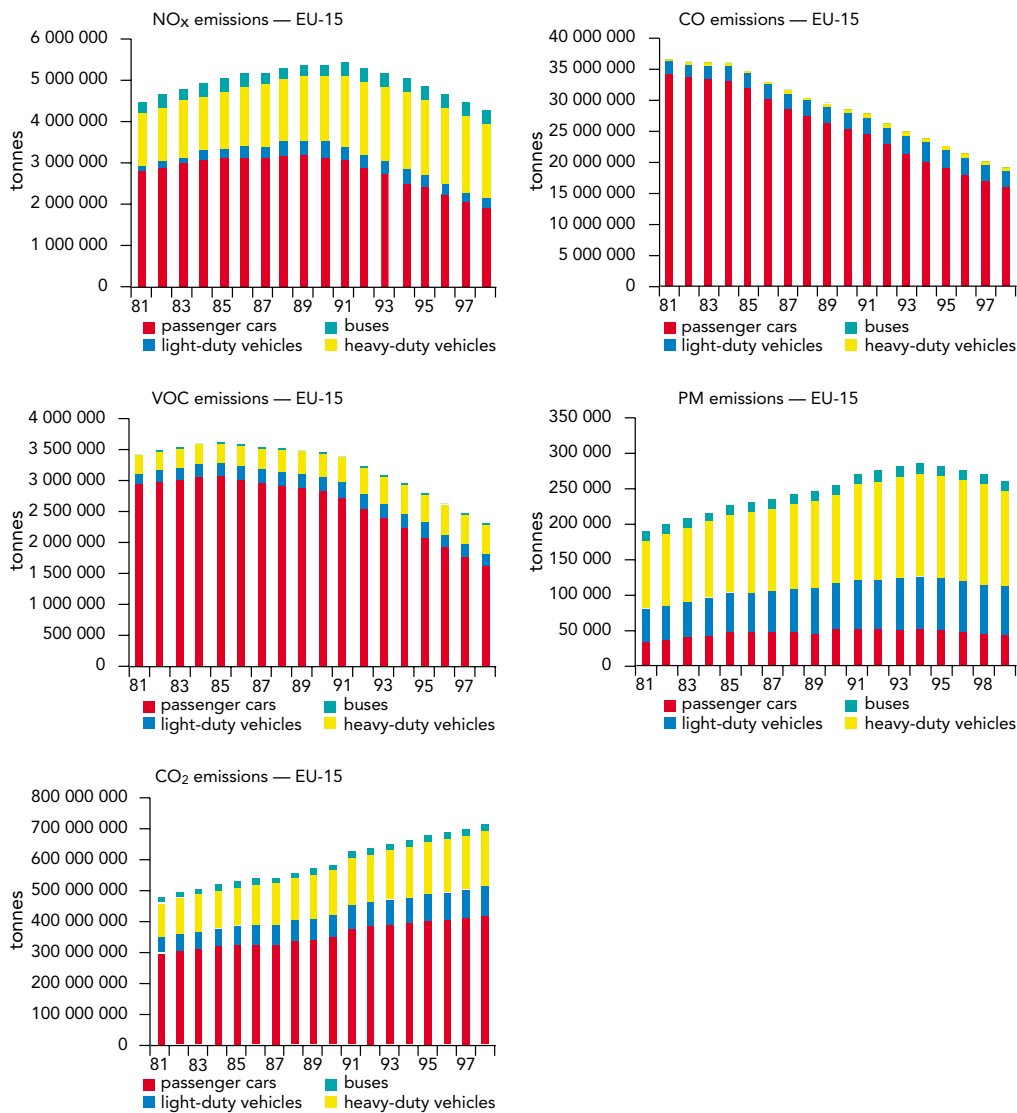 NOx emissions — EU-15
6 000 000
5 000 000
4 000 000
3 000 000
2 000 000
1 000 000
0
tonnes
81 83 85 87 89 91 93 95 97
passenger cars buses
light-duty vehicles heavy-duty vehicles
CO emissions — EU-15
40 000 000
35 000 000
30 000 000
25 000 000
20 000 000
15 000 000
10 000 000
5 000 000
0
tonnes
81 83 85 87 89 91 93 95 97
passenger cars buses
light-duty vehicles heavy-duty vehicles
VOC emissions — EU-15
4 000 000
3 500 000
3 000 000
2 500 000
2 000 000
1 500 000
1 000 000
500 000
0
tonnes
81 83 85 87 89 91 93 95 97
passenger cars buses
light-duty vehicles heavy-duty vehicles
PM emissions — EU-15
350 000
300 000
250 000
200 000
150 000
100 000
50 000
0
tonnes
81 83 85 87 89 91 93 95 98
passenger cars buses
light-duty vehicles heavy-duty vehicles
CO2 emissions — EU-15
800 000 000
700 000 000
600 000 000
500 000 000
400 000 000
300 000 000
200 000 000
100 000 000
0
tonnes
81 83 85 87 89 91 93 95 97
passenger cars buses
light-duty vehicles heavy-duty vehicles